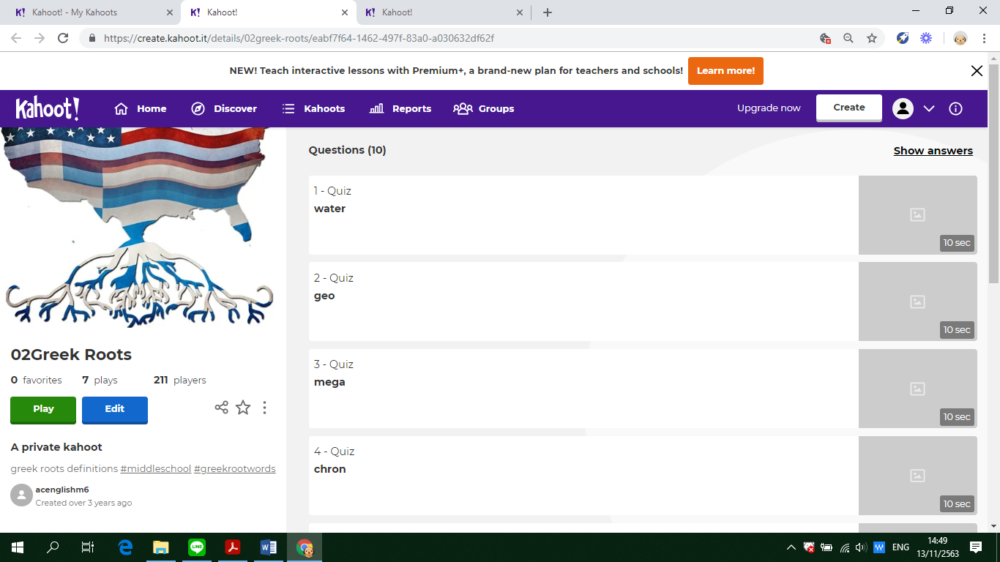 Kahoot! - My Kahoots
Kahoot!
Kahoot!
https://create.kahoot.it/details/02greek-roots/eabf7f64-1462-497f-83a0-a030632df62f
NEW! Teach interactive lessons with Premium+, a brand-new plan for teachers and schools!
Learn more!
Kahoot!
Home
Discover
Kahoots
Reports
Groups
Upgrade now
Create
02Greek Roots
0 favorites 7 plays 211 players
Play
Edit
A private kahoot
greek roots definitions #middleschool #greekrootwords
acenglishm6
Created over 3 years ago
Questions (10)
Show answers
1 - Quiz
water
10 sec
2 - Quiz
geo
10 sec
3 - Quiz
mega
10 sec
4 - Quiz
chron
10 sec
LINE
ENG
14:49
13/11/2563